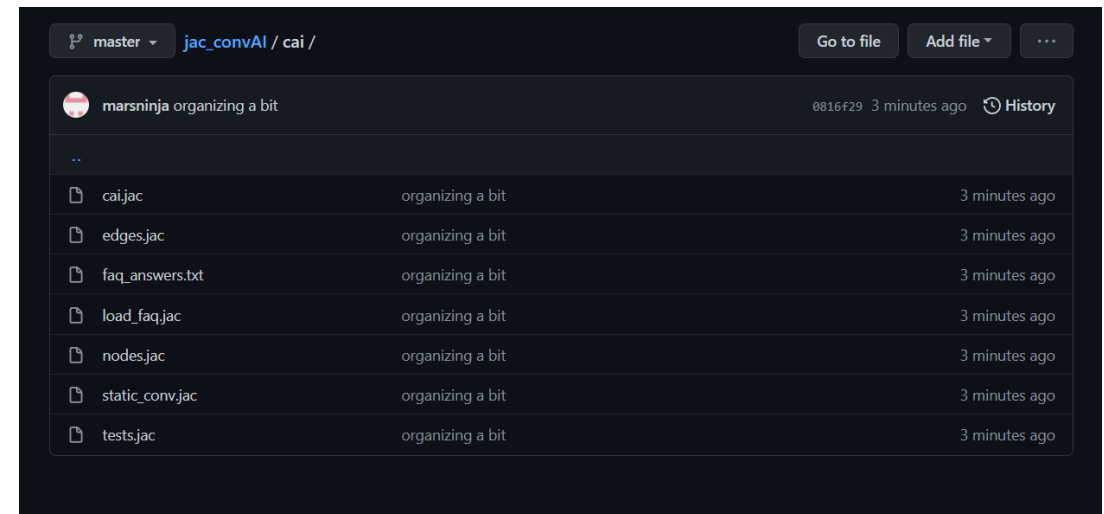 master jac_convAI / cai / Go to file Add file ...
marsninja organizing a bit 0816f29 3 minutes ago History
..
cai.jac organizing a bit 3 minutes ago
edges.jac organizing a bit 3 minutes ago
faq_answers.txt organizing a bit 3 minutes ago
load_faq.jac organizing a bit 3 minutes ago
nodes.jac organizing a bit 3 minutes ago
static_conv.jac organizing a bit 3 minutes ago
tests.jac organizing a bit 3 minutes ago